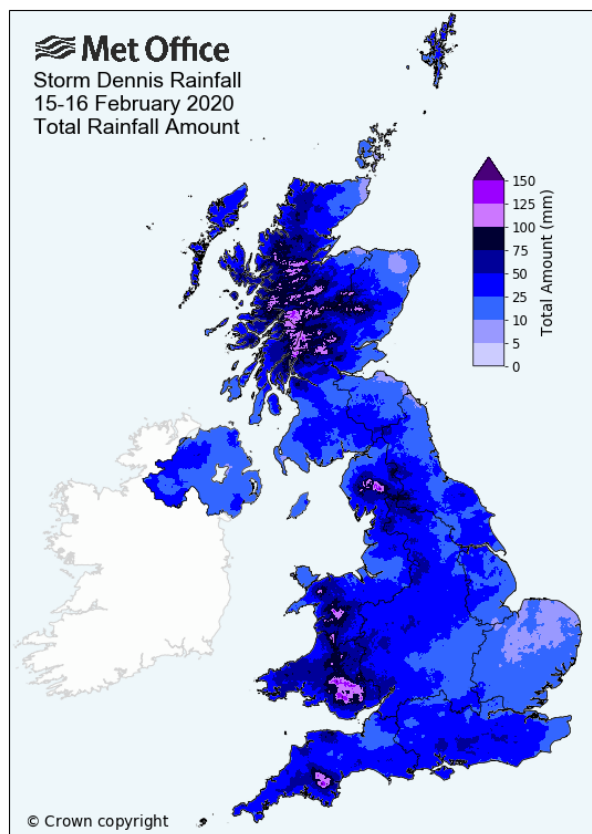 Met Office
Storm Dennis Rainfall
15-16 February 2020
Total Rainfall Amount
150
125
100
75
50
25
10
5
0
Total Amount (mm)
© Crown copyright